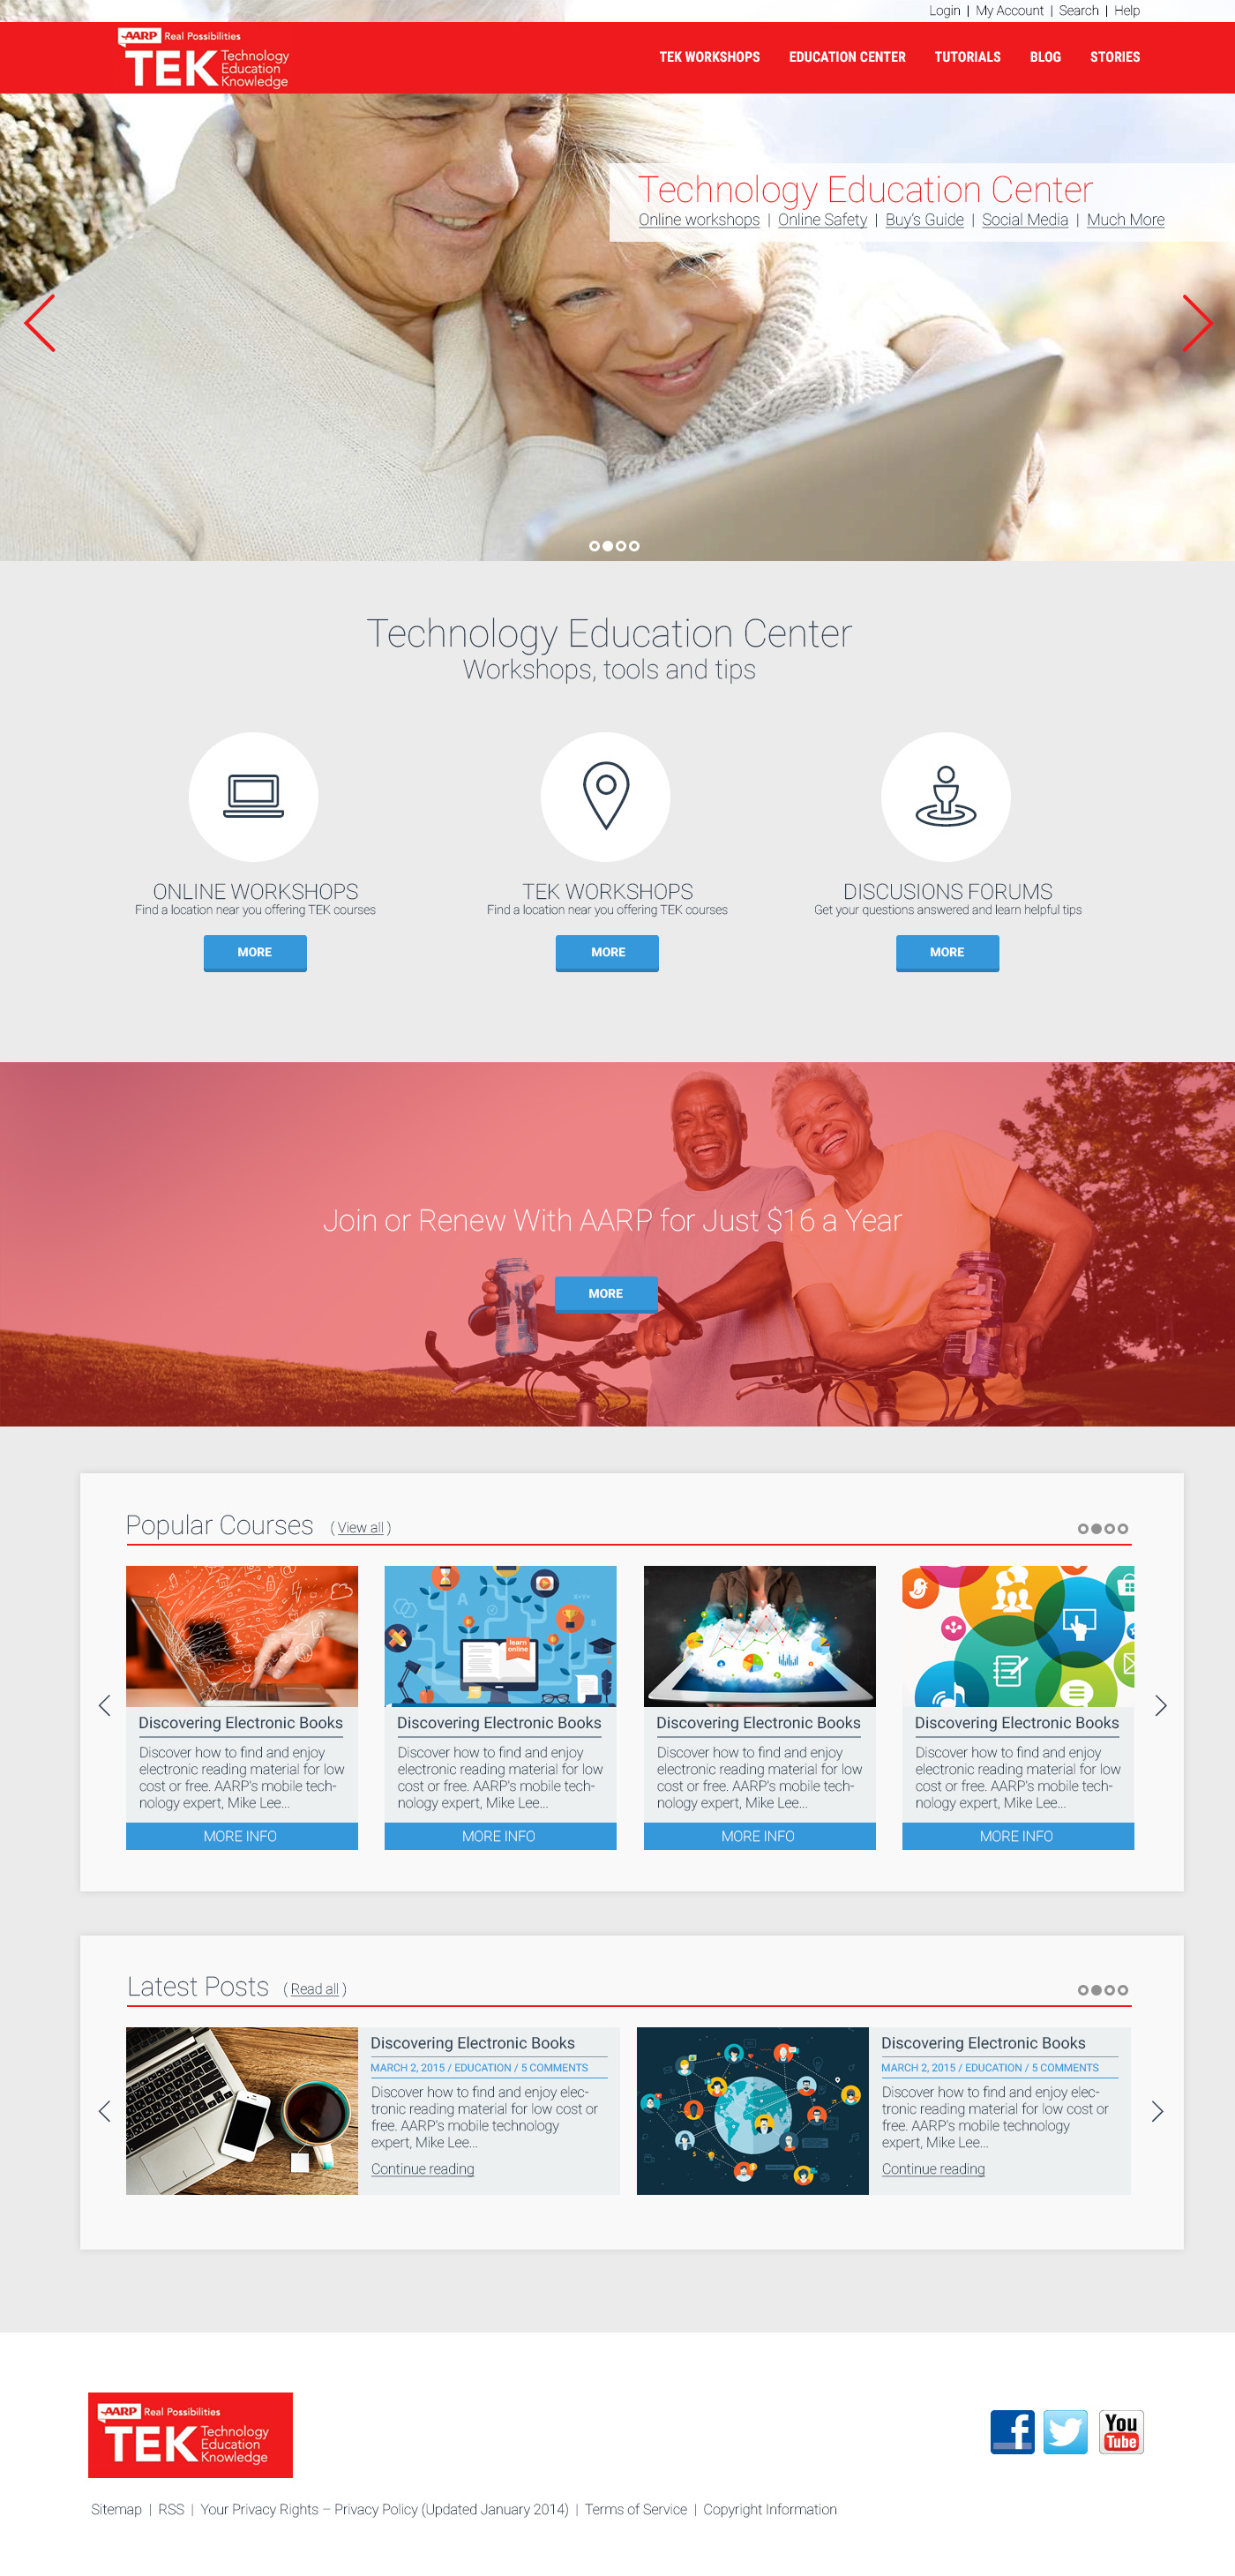 Login | My Account | Search | Help
AARP Real Possibilities
TEK Technology
Education
Knowledge
TEK WORKSHOPS EDUCATION CENTER TUTORIALS BLOG STORIES
Technology Education Center
Online workshops | Online Safety | Buy's Guide | Social Media | Much More
Technology Education Center
Workshops, tools and tips
ONLINE WORKSHOPS
Find a location near you offering TEK courses
MORE
TEK WORKSHOPS
Find a location near you offering TEK courses
MORE
DISCUSIONS FORUMS
Get your questions answered and learn helpful tips
MORE
Join or Renew With AARP for Just $16 a Year
MORE
Popular Courses ( View all )
Discovering Electronic Books
Discover how to find and enjoy
electronic reading material for low
cost or free. AARP's mobile tech-
nology expert, Mike Lee...
MORE INFO
A
B
learn
online
Discovering Electronic Books
Discover how to find and enjoy
electronic reading material for low
cost or free. AARP's mobile tech-
nology expert, Mike Lee...
MORE INFO
Discovering Electronic Books
Discover how to find and enjoy
electronic reading material for low
cost or free. AARP's mobile tech-
nology expert, Mike Lee...
MORE INFO
Discovering Electronic Books
Discover how to find and enjoy
electronic reading material for low
cost or free. AARP's mobile tech-
nology expert, Mike Lee...
MORE INFO
Latest Posts ( Read all )
Discovering Electronic Books
MARCH 2, 2015 / EDUCATION / 5 COMMENTS
Discover how to find and enjoy elec-
tronic reading material for low cost or
free. AARP's mobile technology
expert, Mike Lee...
Continue reading
Discovering Electronic Books
MARCH 2, 2015 / EDUCATION / 5 COMMENTS
Discover how to find and enjoy elec-
tronic reading material for low cost or
free. AARP's mobile technology
expert, Mike Lee...
Continue reading
AARP Real Possibilities
TEK Technology
Education
Knowledge
f
You
Tube
Sitemap | RSS | Your Privacy Rights – Privacy Policy (Updated January 2014) | Terms of Service | Copyright Information